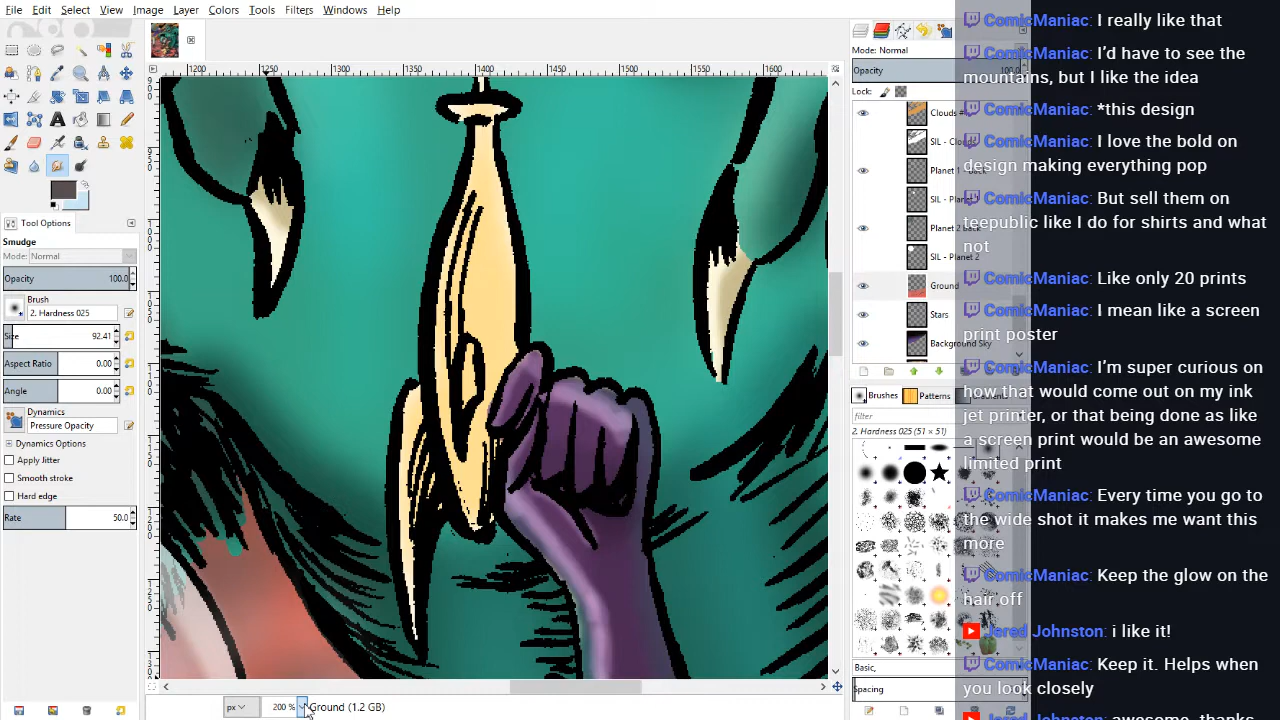 File Edit Select View Image Layer Colors Tools Filters Windows Help
1200 1300 1350 1400 1450 1500 1550 1600
Tool Options
Smudge
Mode: Normal
Opacity 100.0
Brush
2. Hardness 025
Size 92.41
Aspect Ratio 0.00
Angle 0.00
Dynamics
Pressure Opacity
Dynamics Options
Apply Jitter
Smooth stroke
Hard edge
Rate 50.0
px 200 % Ground (1.2 GB)
Mode: Normal
Opacity 100.0
Lock:
Clouds
SIL - Clouds
Planet 1 - Back
SIL - Planet
Planet 2 Back
SIL - Planet 2
Ground
Stars
Background Sky
Brushes Patterns
filter
2. Hardness 025 (51 × 51)
Basic,
Spacing
ComicManiac: I really like that
ComicManiac: I'd have to see the
mountains, but I like the idea
ComicManiac: *this design
ComicManiac: I love the bold on
design making everything pop
ComicManiac: But sell them on
teepublic like I do for shirts and what
not
ComicManiac: Like only 20 prints
ComicManiac: I mean like a screen
print poster
ComicManiac: I'm super curious on
how that would come out on my ink
jet printer, or that being done as like
a screen print would be an awesome
limited print
ComicManiac: Every time you go to
the wide shot it makes me want this
more
ComicManiac: Keep the glow on the
hair off
Jered Johnston: i like it!
ComicManiac: Keep it. Helps when
you look closely
Jered Johnston: awesome, thanks